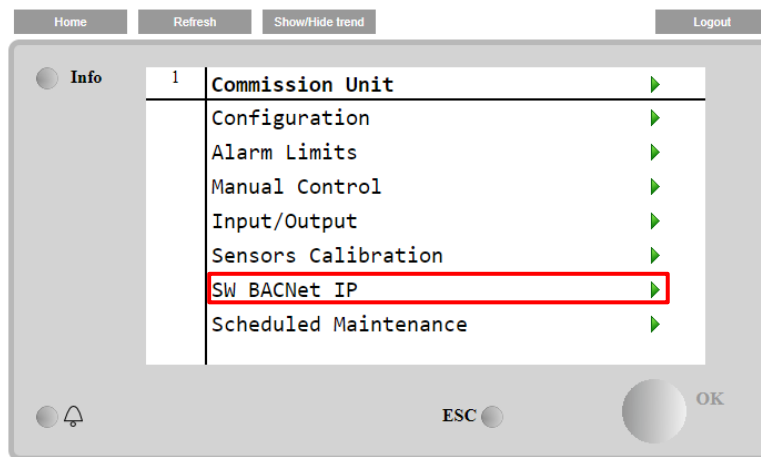 Home Refresh Show/Hide trend Logout
Info
1 Commission Unit
Configuration
Alarm Limits
Manual Control
Input/Output
Sensors Calibration
SW BACNet IP
Scheduled Maintenance
ESC OK